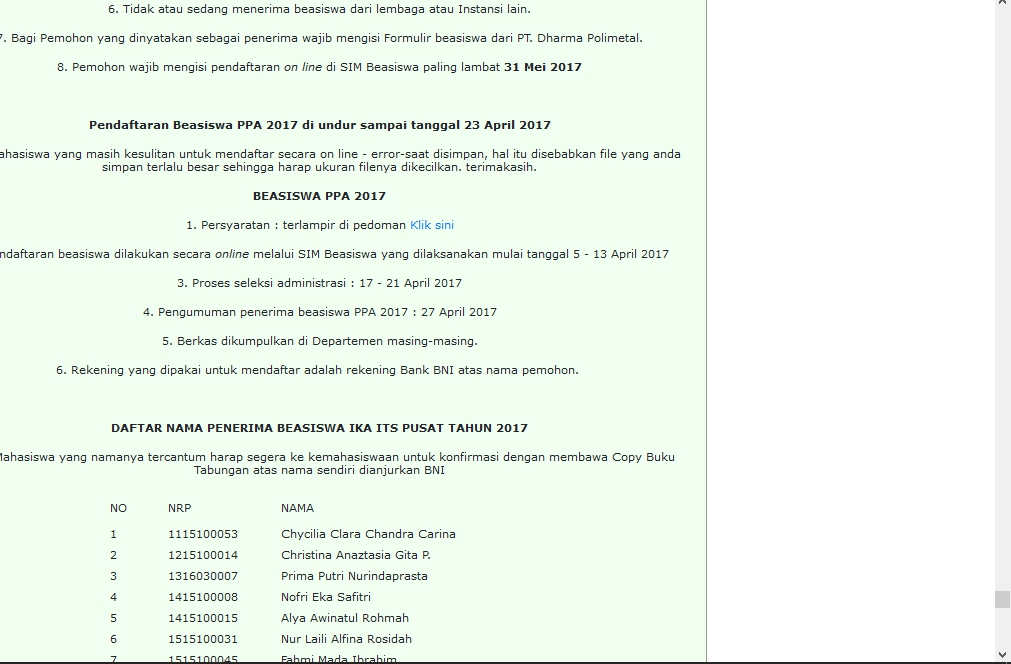 6. Tidak atau sedang menerima beasiswa dari lembaga atau Instansi lain.
7. Bagi Pemohon yang dinyatakan sebagai penerima wajib mengisi Formulir beasiswa dari PT. Dharma Polimetal.
8. Pemohon wajib mengisi pendaftaran on line di SIM Beasiswa paling lambat 31 Mei 2017
Pendaftaran Beasiswa PPA 2017 di undur sampai tanggal 23 April 2017
ahasiswa yang masih kesulitan untuk mendaftar secara on line - error-saat disimpan, hal itu disebabkan file yang anda
simpan terlalu besar sehingga harap ukuran filenya dikecilkan. terimakasih.
BEASISWA PPA 2017
1. Persyaratan : terlampir di pedoman Klik sini
ndaftaran beasiswa dilakukan secara online melalui SIM Beasiswa yang dilaksanakan mulai tanggal 5 - 13 April 2017
3. Proses seleksi administrasi : 17 - 21 April 2017
4. Pengumuman penerima beasiswa PPA 2017 : 27 April 2017
5. Berkas dikumpulkan di Departemen masing-masing.
6. Rekening yang dipakai untuk mendaftar adalah rekening Bank BNI atas nama pemohon.
DAFTAR NAMA PENERIMA BEASISWA IKA ITS PUSAT TAHUN 2017
Mahasiswa yang namanya tercantum harap segera ke kemahasiswaan untuk konfirmasi dengan membawa Copy Buku
Tabungan atas nama sendiri dianjurkan BNI
NO NRP NAMA
1 1115100053 Chycilia Clara Chandra Carina
2 1215100014 Christina Anaztasia Gita P.
3 1316030007 Prima Putri Nurindaprasta
4 1415100008 Nofri Eka Safitri
5 1415100015 Alya Awinatul Rohmah
6 1515100031 Nur Laili Alfina Rosidah
7 1515100045 Fahmi Mada Ibrahim